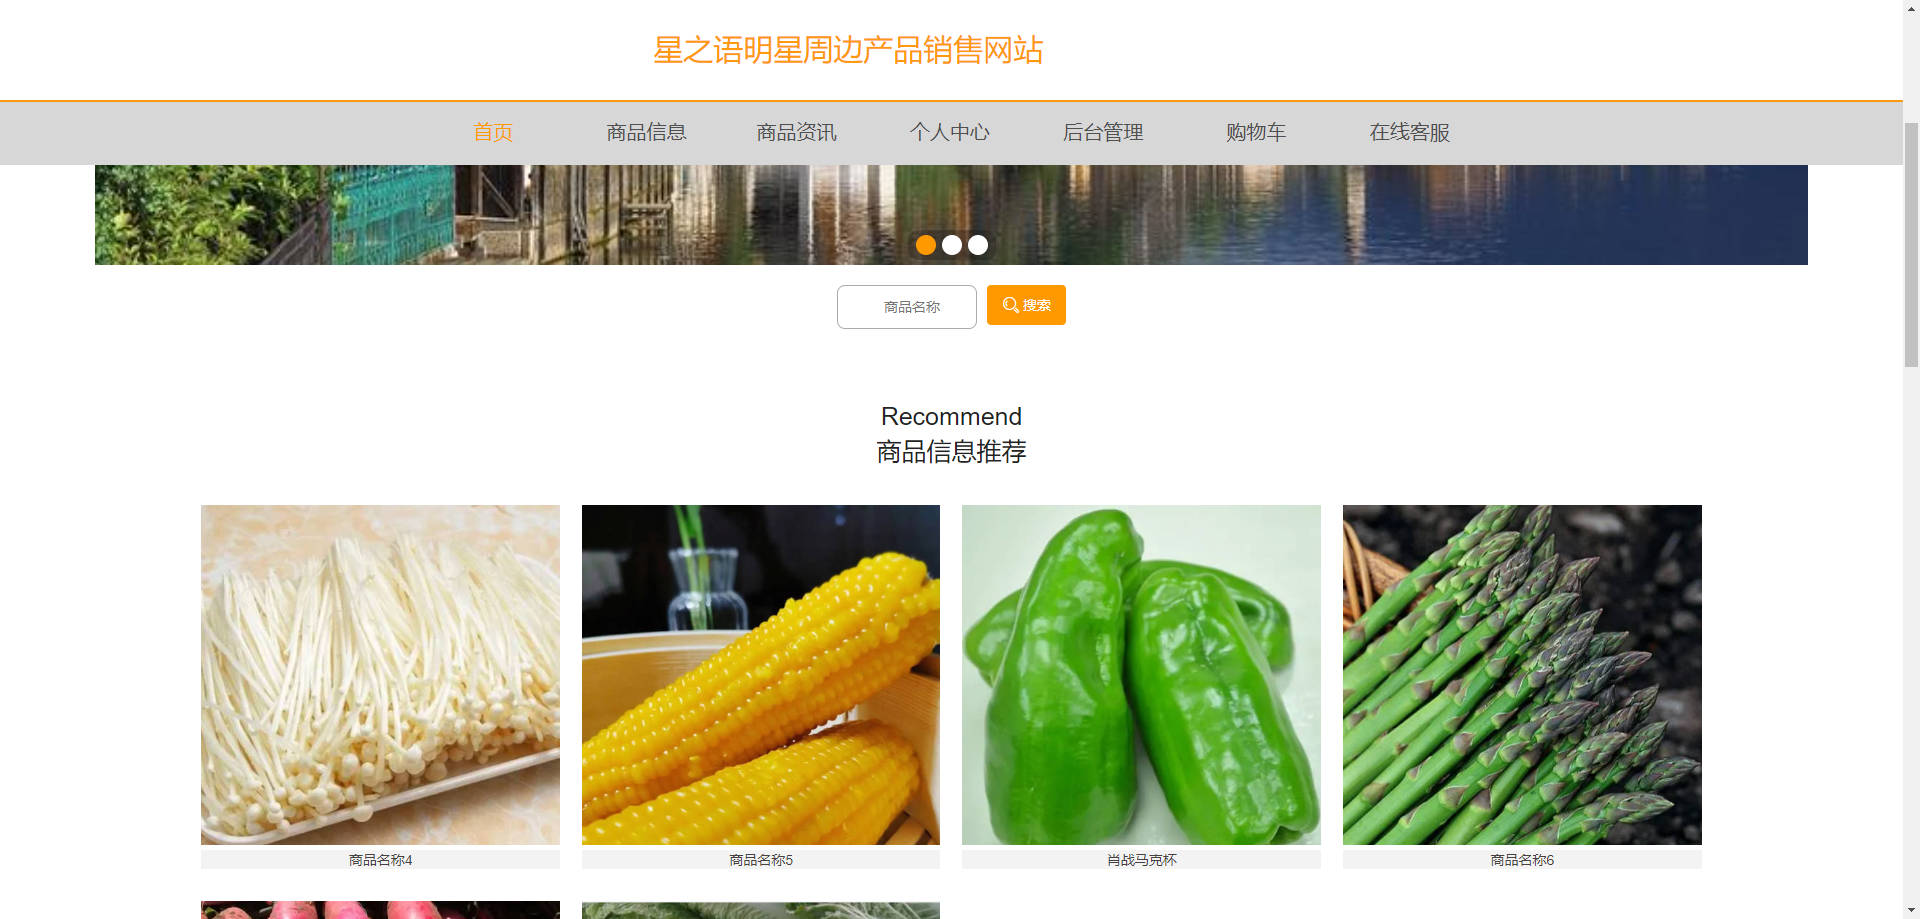 星之语明星周边产品销售网站
首页 商品信息 商品资讯 个人中心 后台管理 购物车 在线客服
商品名称 搜索
Recommend
商品信息推荐
商品名称4 商品名称5 肖战马克杯 商品名称6